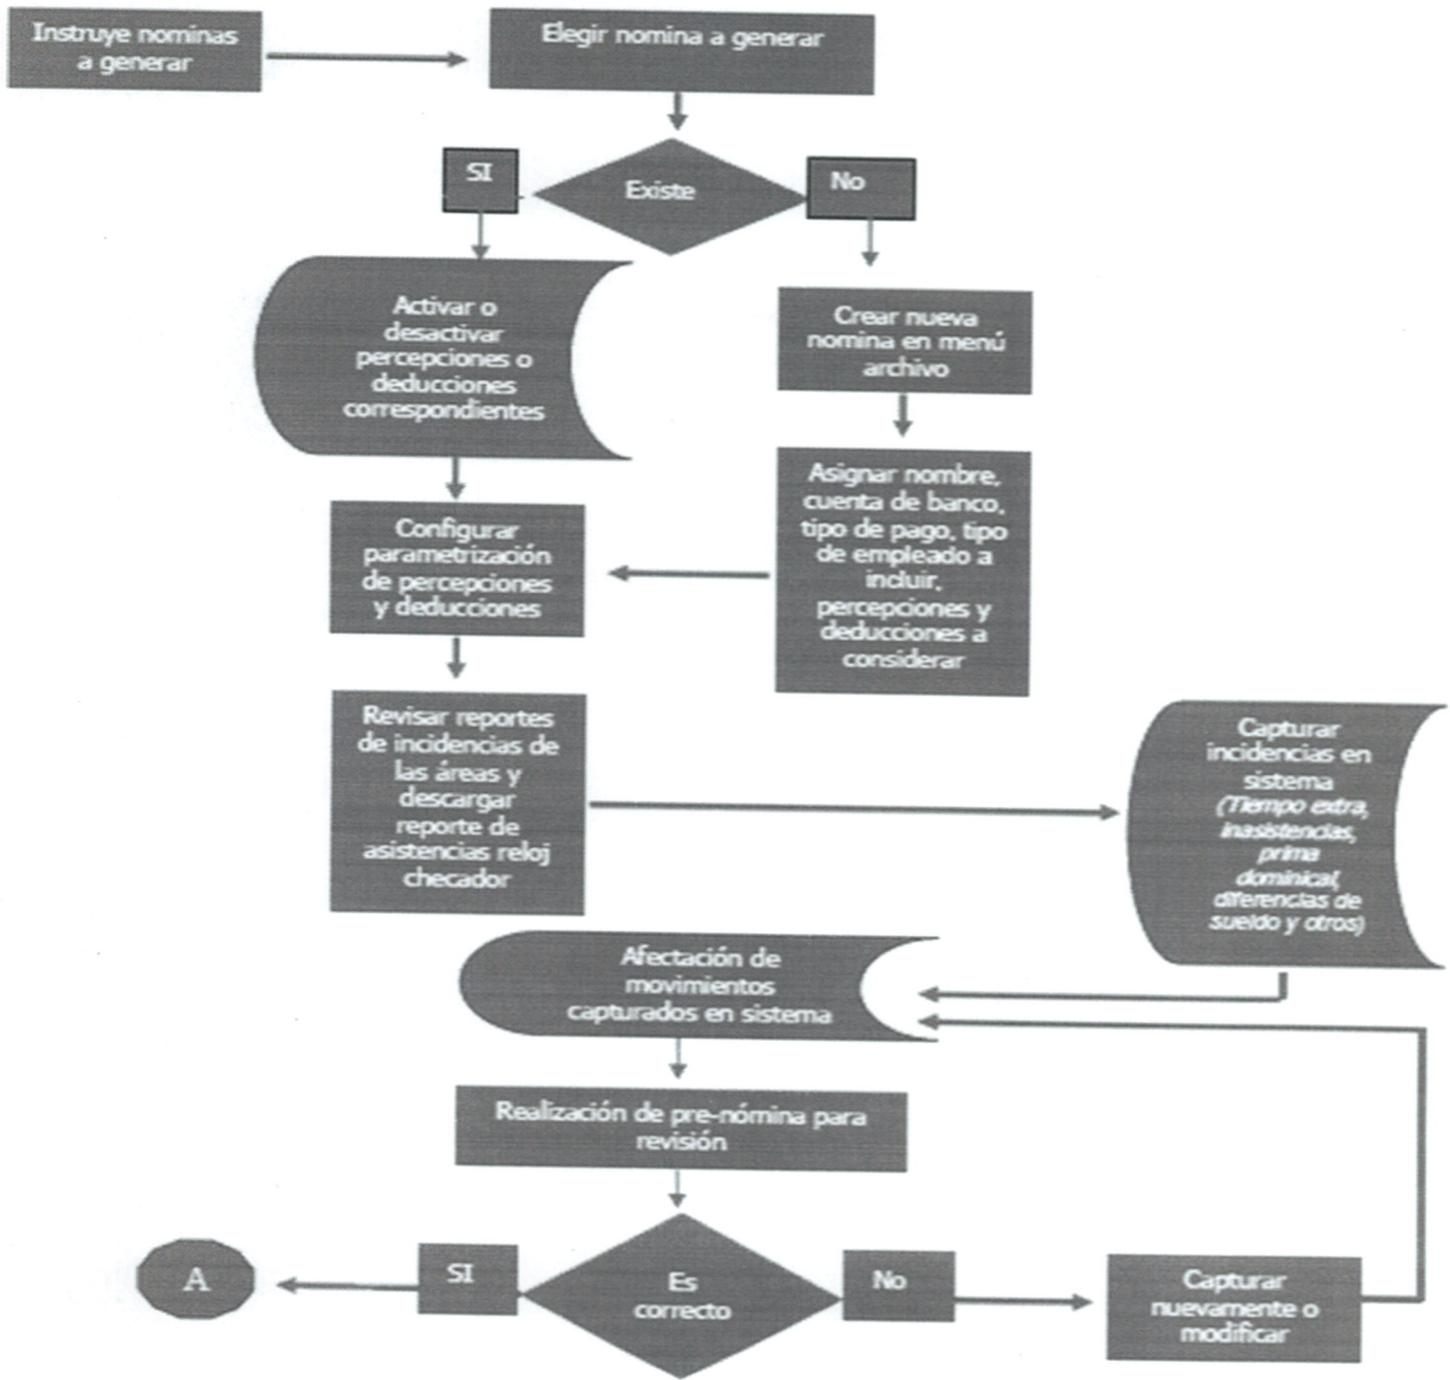 Instruye nominas
a generar
Elegir nomina a generar
SI
Existe
No
Activar o
desactivar
percepciones o
deducciones
correspondientes
Crear nueva
nomina en menú
archivo
Configurar
parametrización
de percepciones
y deducciones
Asignar nombre,
cuenta de banco,
tipo de pago, tipo
de empleado a
incluir,
percepciones y
deducciones a
considerar
Revisar reportes
de incidencias de
las áreas y
descargar
reporte de
asistencias reloj
checador
Capturar
incidencias en
sistema
(Tiempo extra,
inasistencias,
prima
dominical,
diferencias de
sueldo y otros)
Afectación de
movimientos
capturados en sistema
Realización de pre-nómina para
revisión
A
SI
Es
correcto
No
Capturar
nuevamente o
modificar